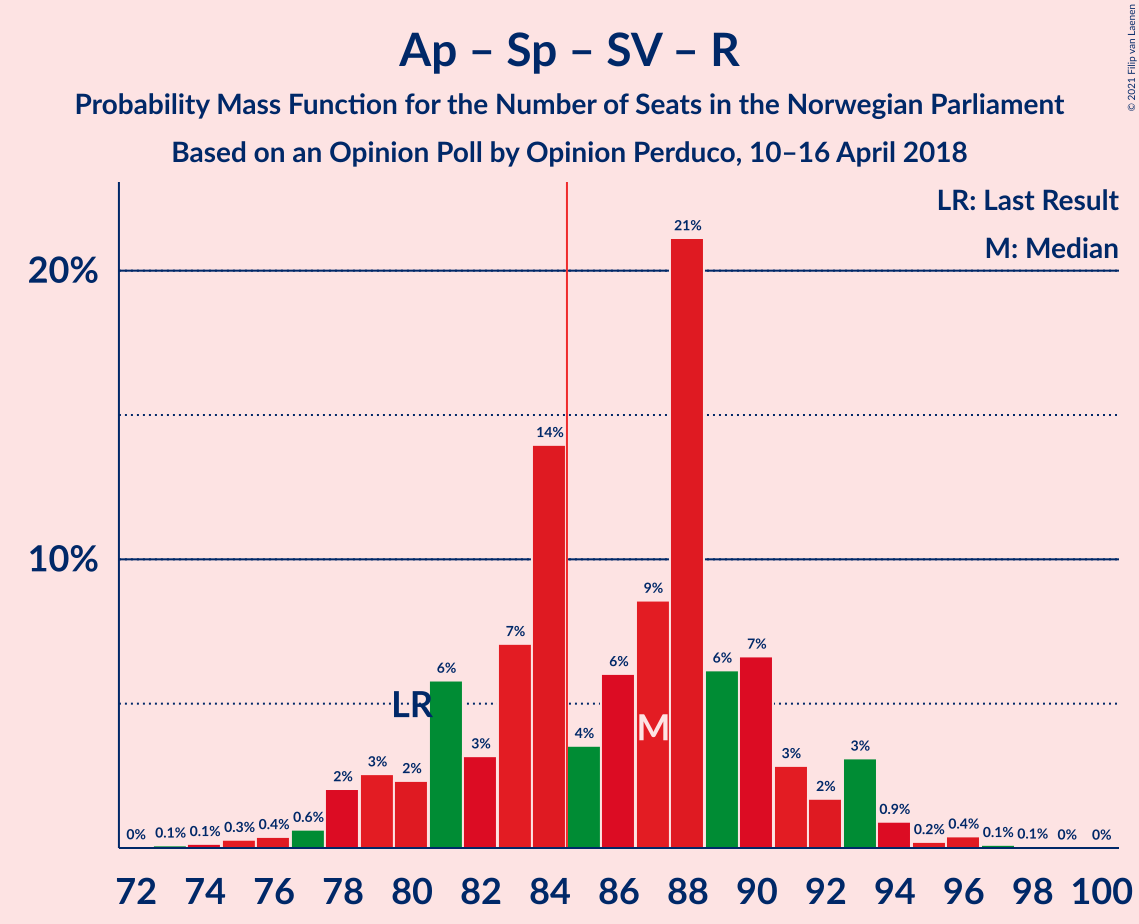 Ap – Sp – SV – R
Probability Mass Function for the Number of Seats in the Norwegian Parliament
Based on an Opinion Poll by Opinion Perduco, 10–16 April 2018
© 2021 Filip van Laenen
LR: Last Result
M: Median
20%
10%
0% 0.1% 0.1% 0.3% 0.4% 0.6% 2% 3% 2% 6% 3% 7% 14% 4% 6% 9% 21% 6% 7% 3% 2% 3% 0.9% 0.2% 0.4% 0.1% 0.1% 0% 0%
LR
M
72 74 76 78 80 82 84 86 88 90 92 94 96 98 100